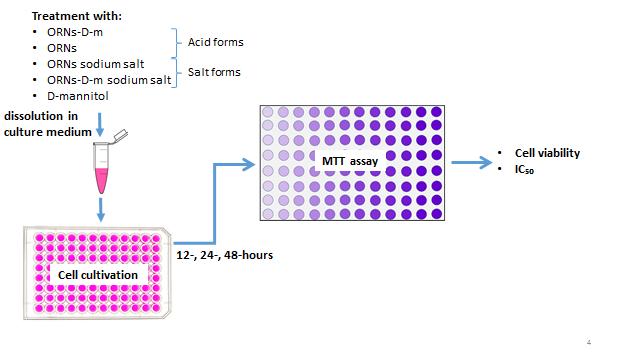 Treatment with:
• ORNs-D-m
• ORNs
Acid forms
• ORNs sodium salt
• ORNs-D-m sodium salt
Salt forms
• D-mannitol
dissolution in
culture medium
MTT assay
• Cell viability
• IC₅₀
Cell cultivation
12-, 24-, 48-hours
4